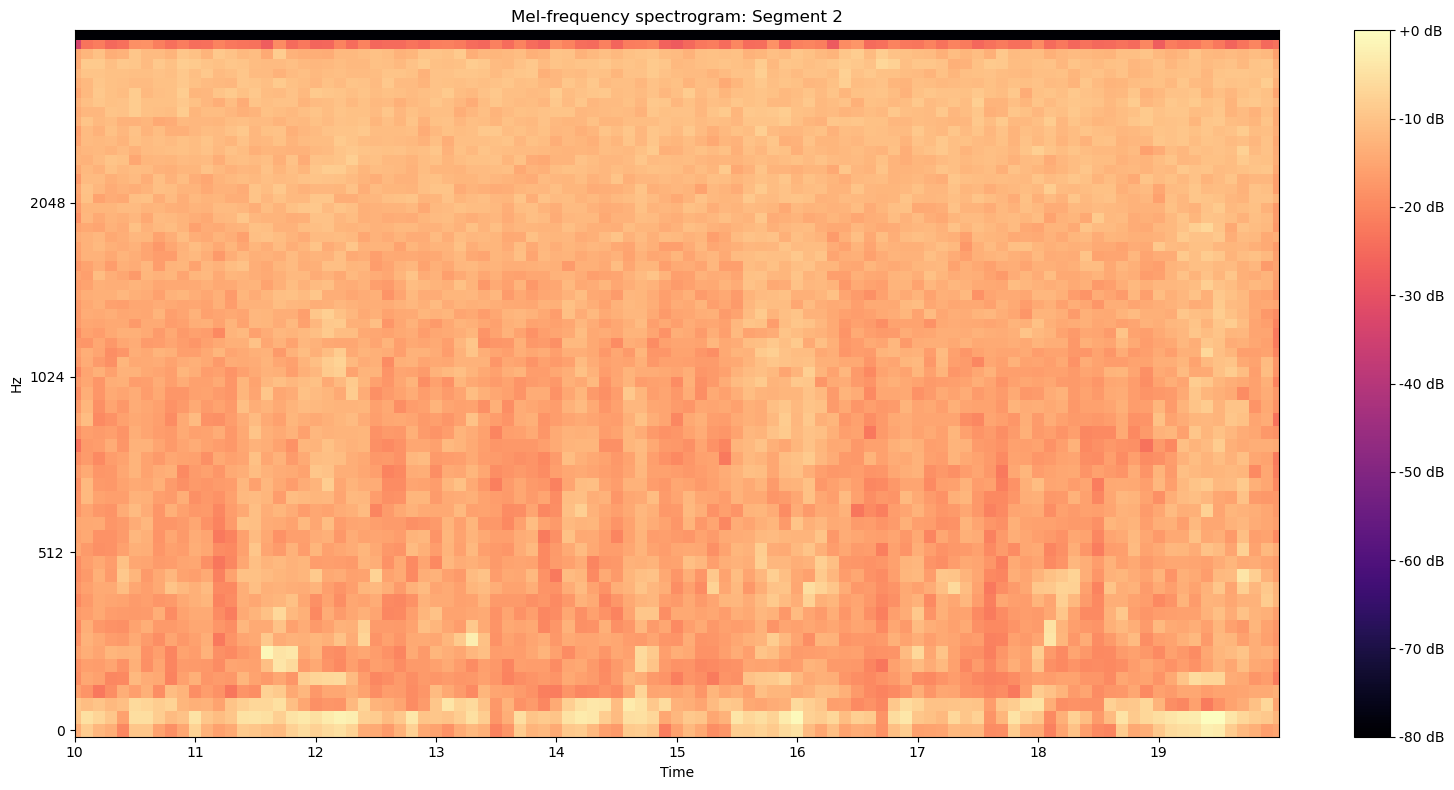 Mel-frequency spectrogram: Segment 2
Hz
2048
1024
512
0
10 11 12 13 14 15 16 17 18 19
Time
+0 dB
-10 dB
-20 dB
-30 dB
-40 dB
-50 dB
-60 dB
-70 dB
-80 dB